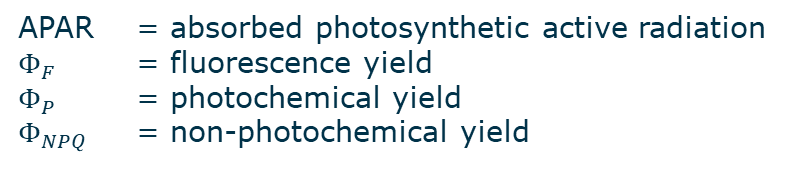 APAR = absorbed photosynthetic active radiation
Φ_F = fluorescence yield
Φ_P = photochemical yield
Φ_NPQ = non-photochemical yield